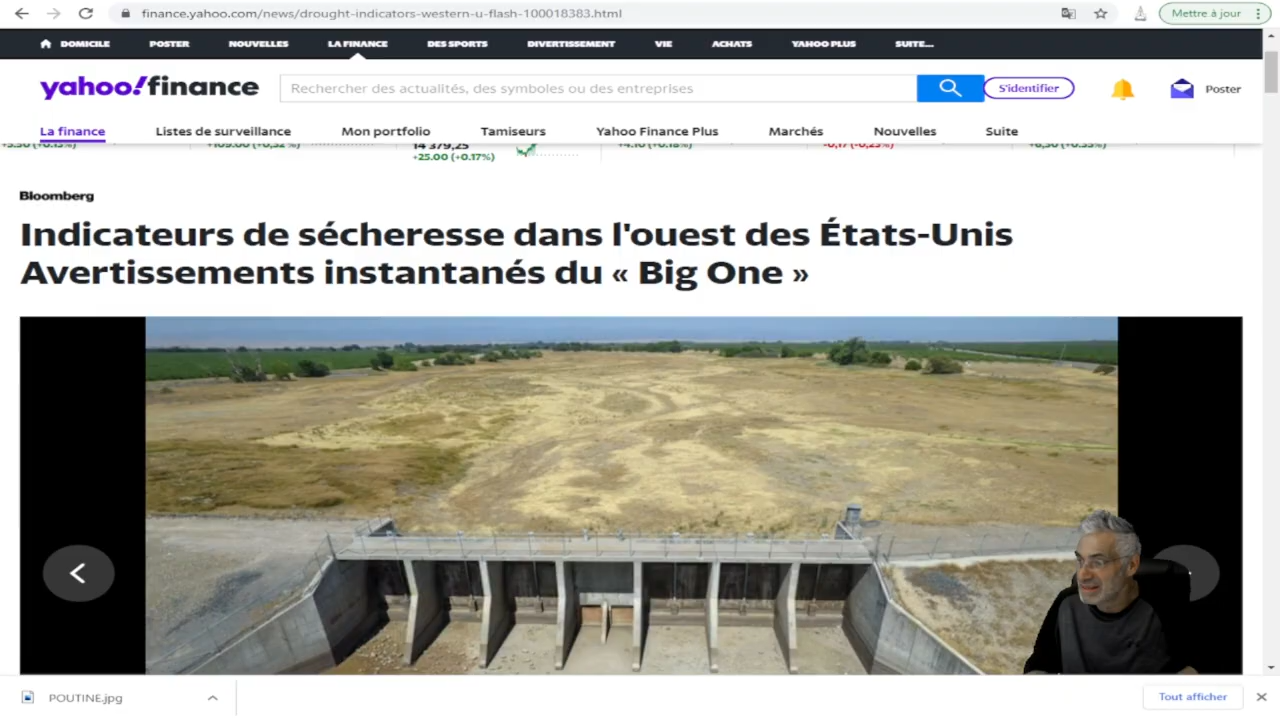 finance.yahoo.com/news/drought-indicators-western-u-flash-100018383.html
Mettre à jour
DOMICILE POSTER NOUVELLES LA FINANCE DES SPORTS DIVERTISSEMENT VIE ACHATS YAHOO PLUS SUITE...
yahoo!finance
Rechercher des actualités, des symboles ou des entreprises
S'identifier
Poster
La finance Listes de surveillance Mon portfolio Tamiseurs Yahoo Finance Plus Marchés Nouvelles Suite
14 379,25
+25.00 (+0.17%)
Bloomberg
Indicateurs de sécheresse dans l'ouest des États-Unis
Avertissements instantanés du « Big One »
POUTINE.jpg
Tout afficher